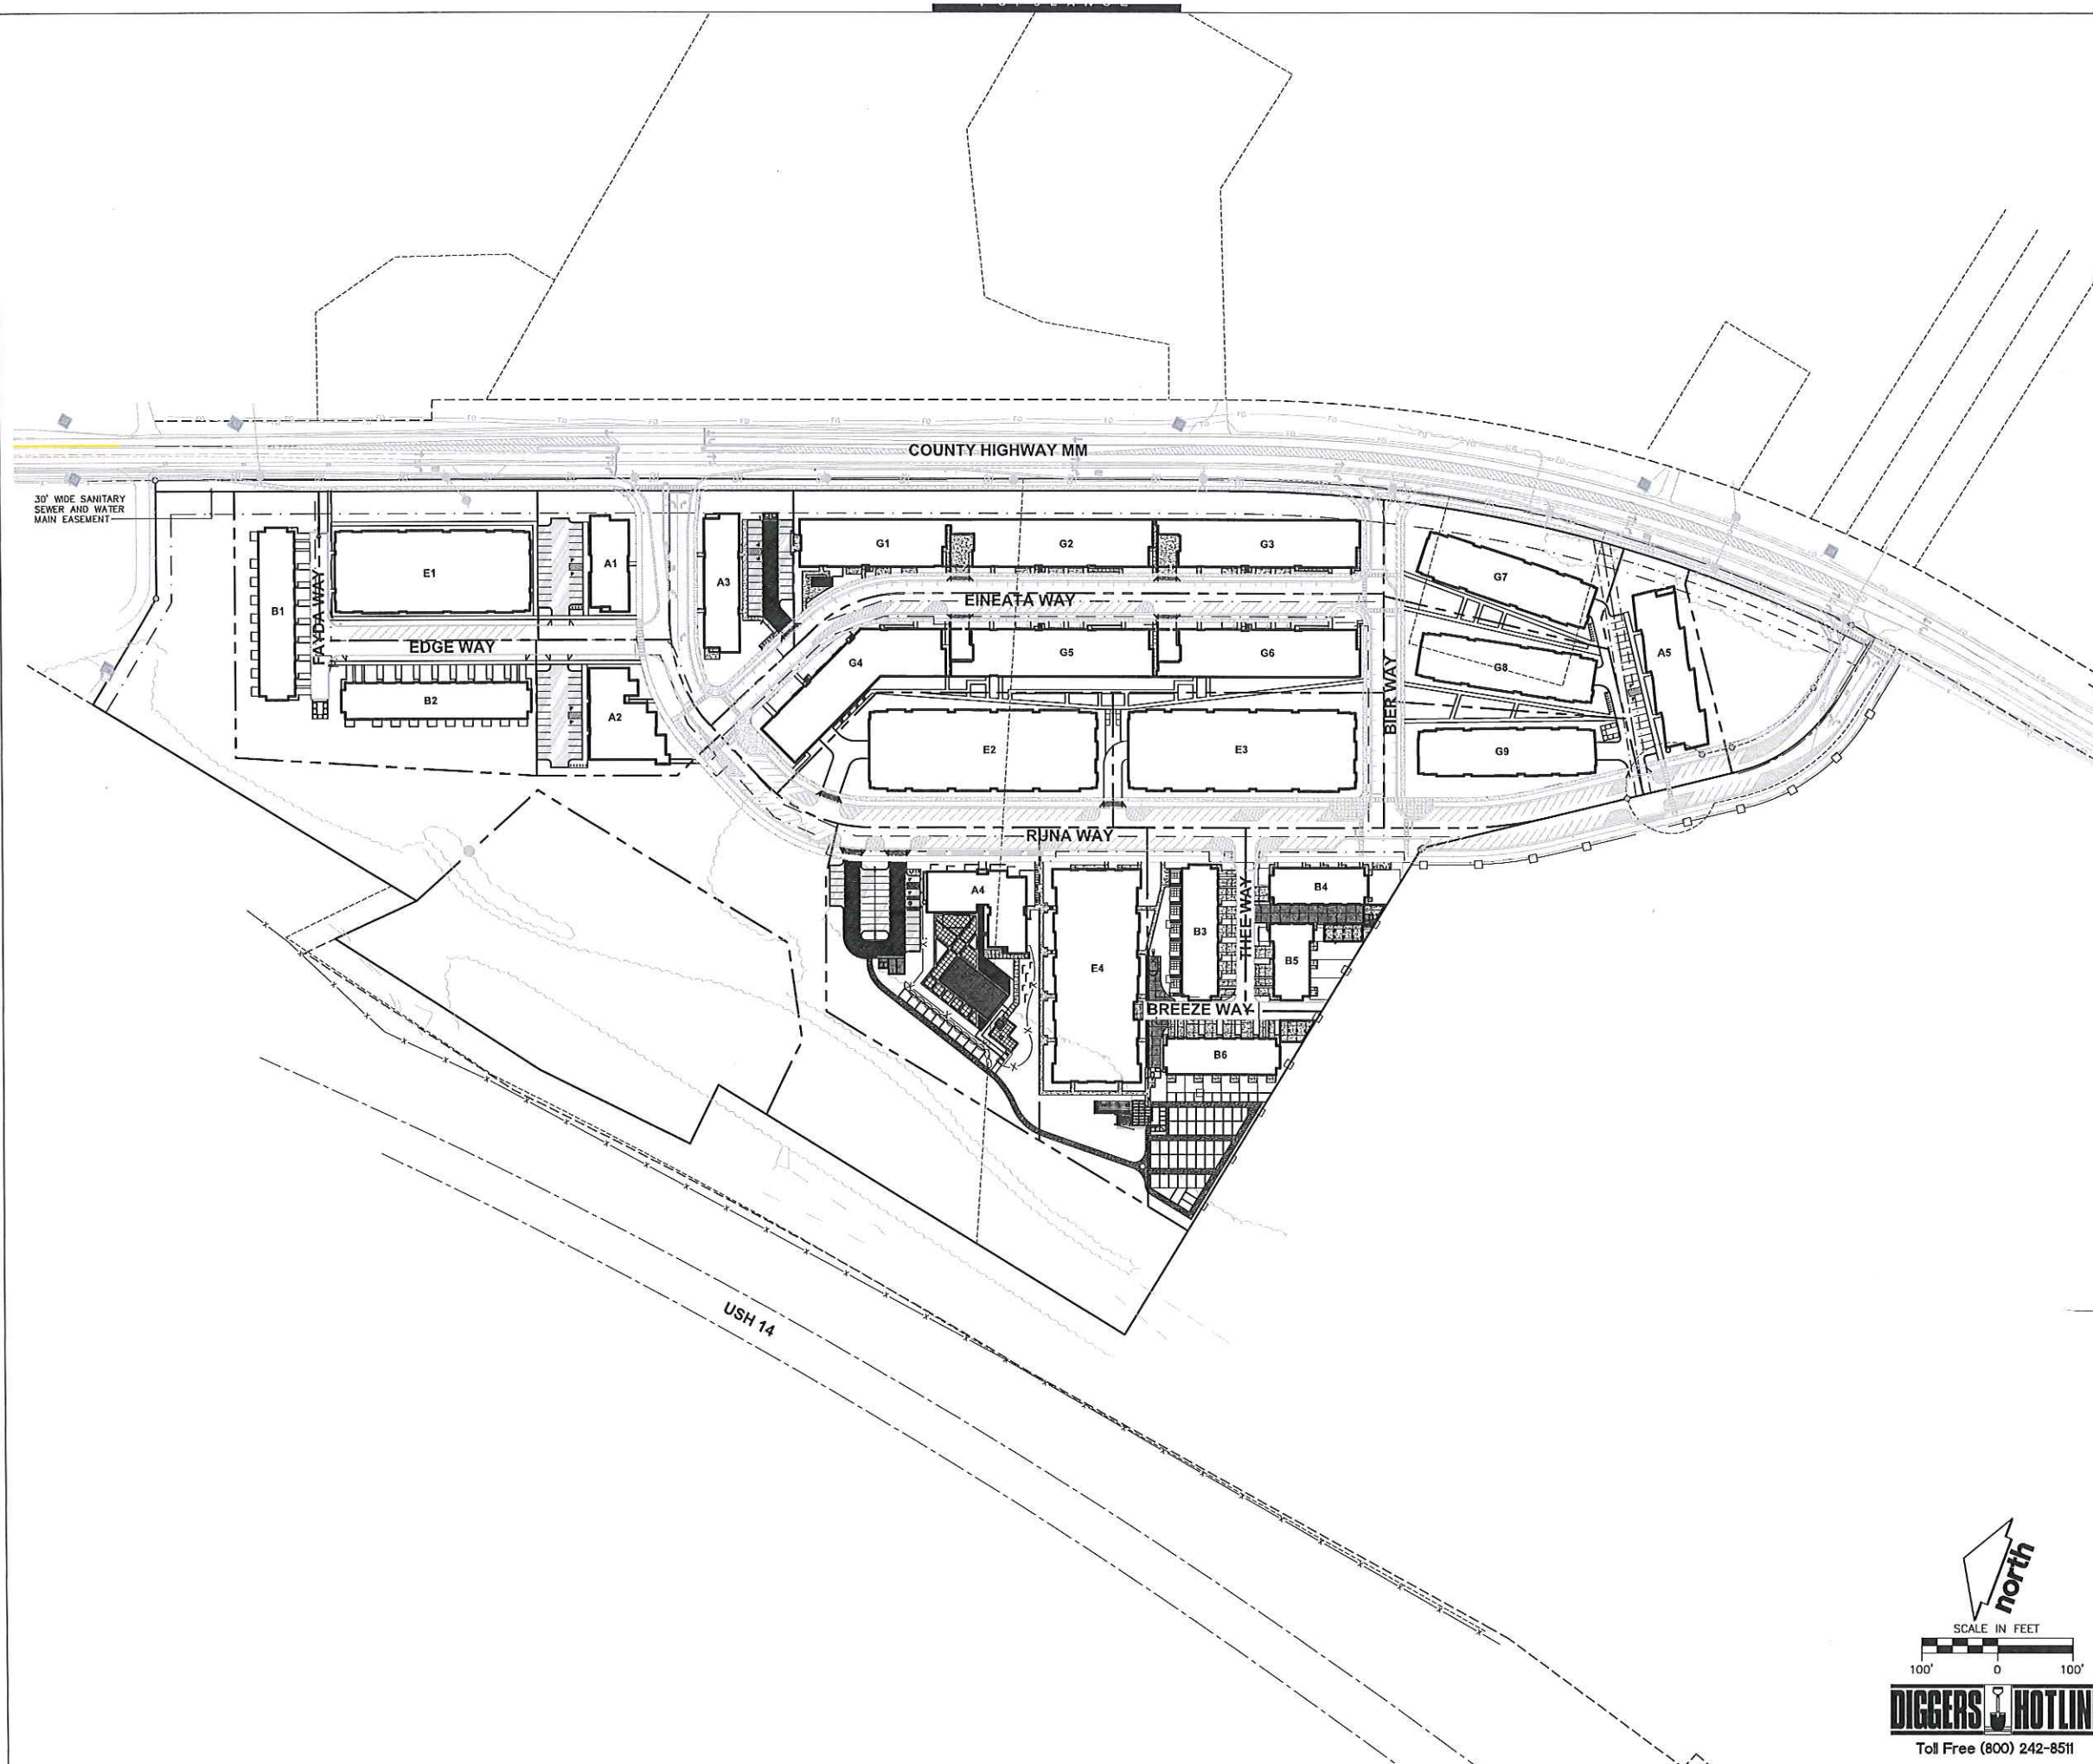 COUNTY HIGHWAY MM
30' WIDE SANITARY
SEWER AND WATER
MAIN EASEMENT
B1
FAYDA WAY
E1
EDGE WAY
B2
A1
A2
A3
G1
G2
G3
EINEATA WAY
G4
G5
G6
E2
E3
BIER WAY
G7
G8
G9
A5
RUNA WAY
A4
E4
B3
THEEWAY
B4
B5
BREEZE WAY
B6
USH 14
north
SCALE IN FEET
100' 0 100'
DIGGERS HOTLIN
Toll Free (800) 242-8511